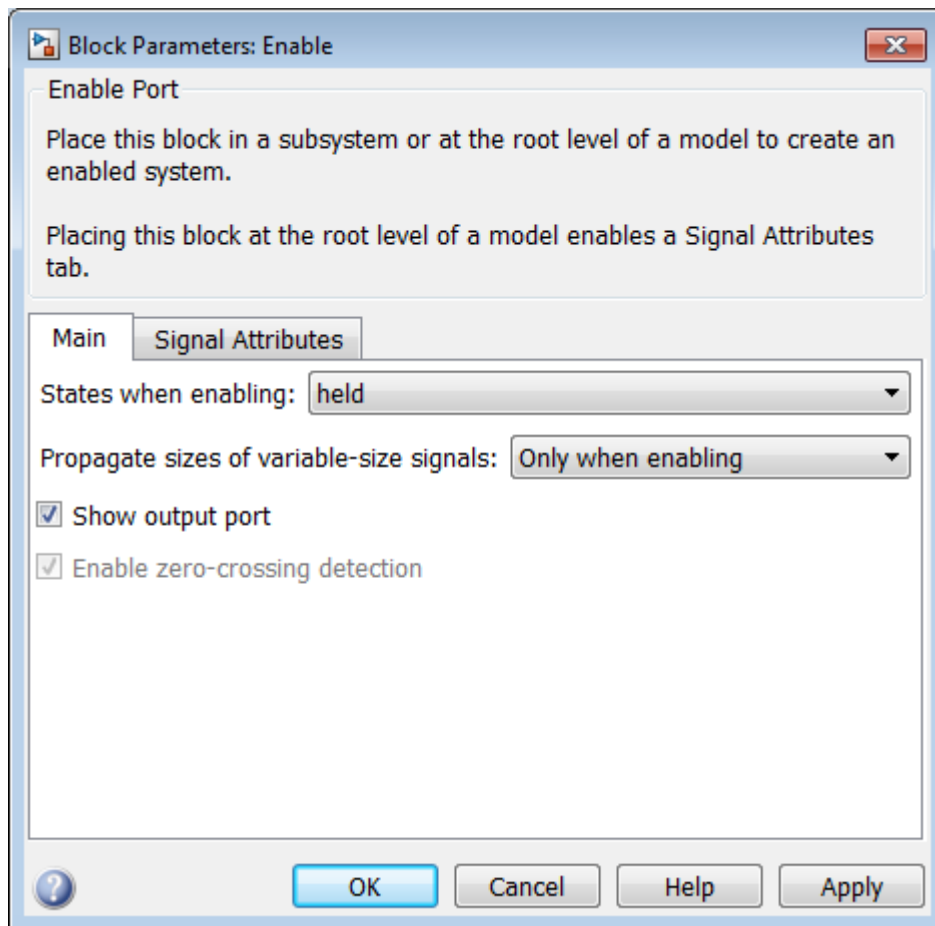 Block Parameters: Enable
Enable Port
Place this block in a subsystem or at the root level of a model to create an
enabled system.
Placing this block at the root level of a model enables a Signal Attributes
tab.
Main Signal Attributes
States when enabling: held
Propagate sizes of variable-size signals: Only when enabling
Show output port
Enable zero-crossing detection
? OK Cancel Help Apply